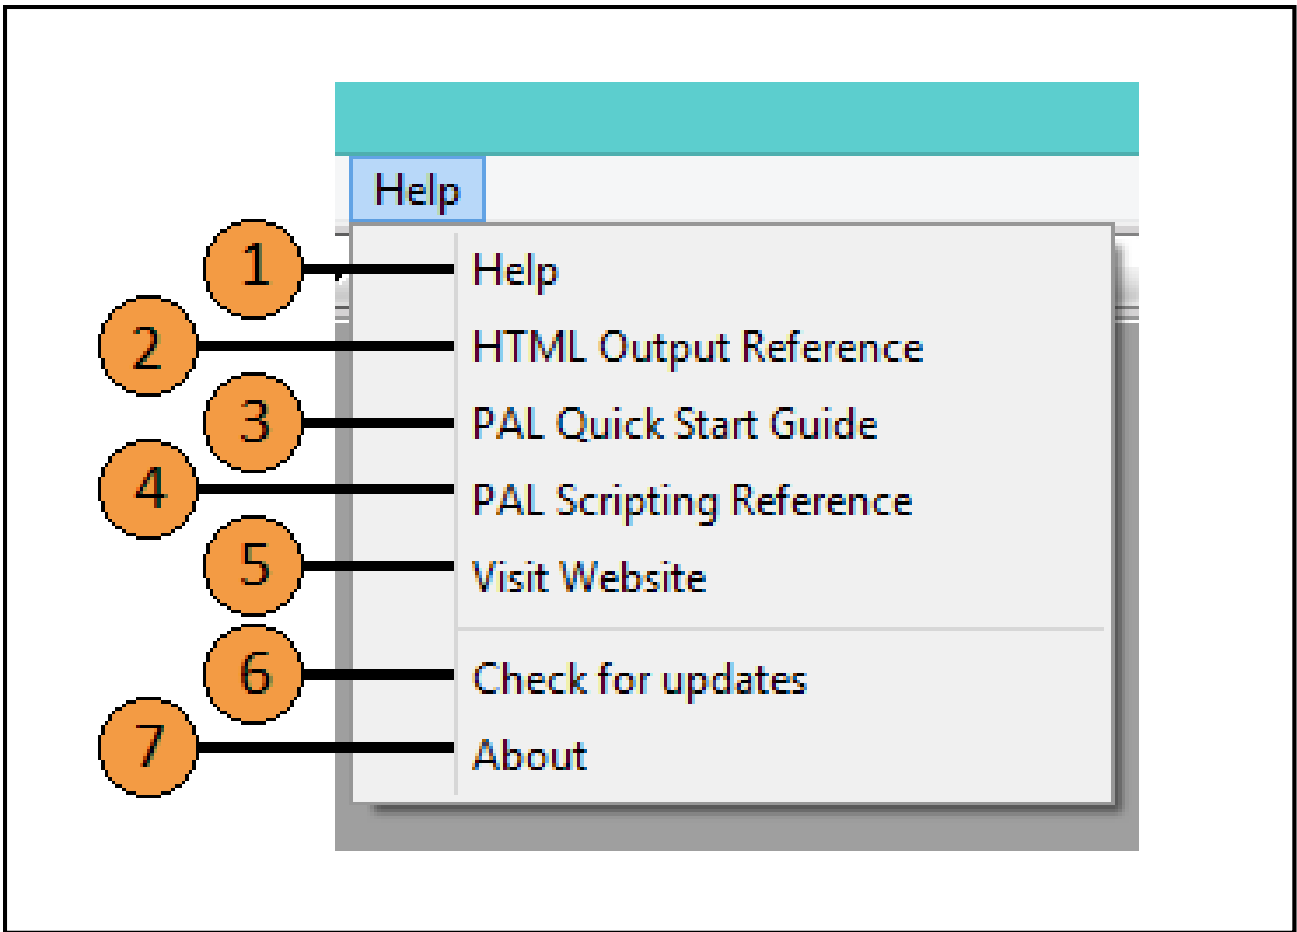 Help
1 Help
2 HTML Output Reference
3 PAL Quick Start Guide
4 PAL Scripting Reference
5 Visit Website
6 Check for updates
7 About